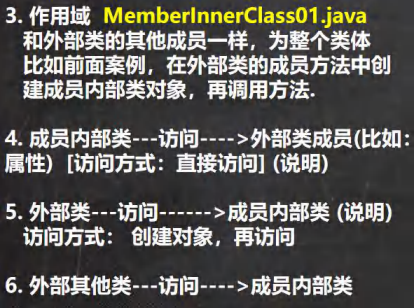 3. 作用域 MemberInnerClass01.java
和外部类的其他成员一样，为整个类体
比如前面案例，在外部类的成员方法中创
建成员内部类对象，再调用方法.
4. 成员内部类---访问---->外部类成员(比如：
属性) [访问方式：直接访问] (说明)
5. 外部类---访问------>成员内部类 (说明)
访问方式： 创建对象，再访问
6. 外部其他类---访问---->成员内部类